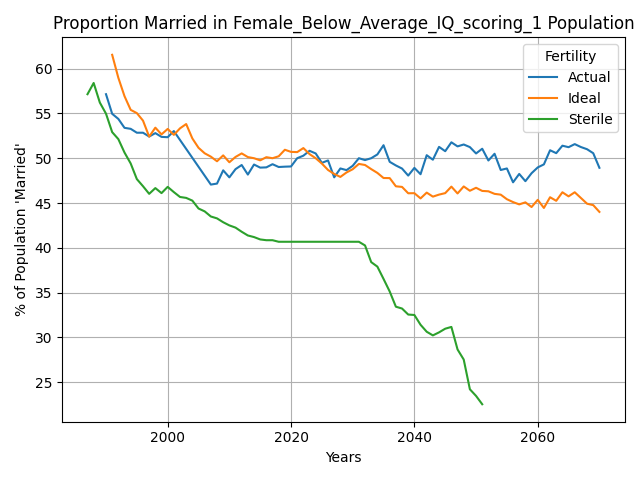 Proportion Married in Female_Below_Average_IQ_scoring_1 Population
Fertility
Actual
Ideal
Sterile
% of Population 'Married'
60
55
50
45
40
35
30
25
2000
2020
2040
2060
Years